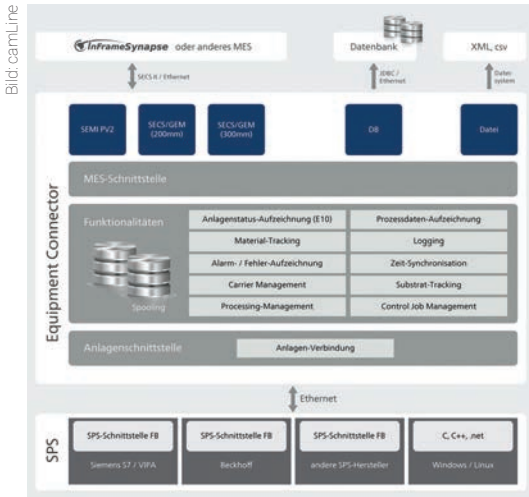 Bild: camLine
InFrameSynapse oder anderes MES
Datenbank
XML, csv
SECS II / Ethernet
JDBC /
Ethernet
Datei-
system
SEMI PV2
SECS/GEM
(200mm)
SECS/GEM
(300mm)
DB
Datei
MES-Schnittstelle
Equipment Connector
Funktionalitäten
Spooling
Anlagenstatus-Aufzeichnung (E10)
Prozessdaten-Aufzeichnung
Material-Tracking
Logging
Alarm- / Fehler-Aufzeichnung
Zeit-Synchronisation
Carrier Management
Substrat-Tracking
Processing-Management
Control Job Management
Anlagenschnittstelle
Anlagen-Verbindung
Ethernet
SPS
SPS-Schnittstelle FB
SPS-Schnittstelle FB
SPS-Schnittstelle FB
C, C++, .net
Siemens S7 / VIPA
Beckhoff
andere SPS-Hersteller
Windows / Linux